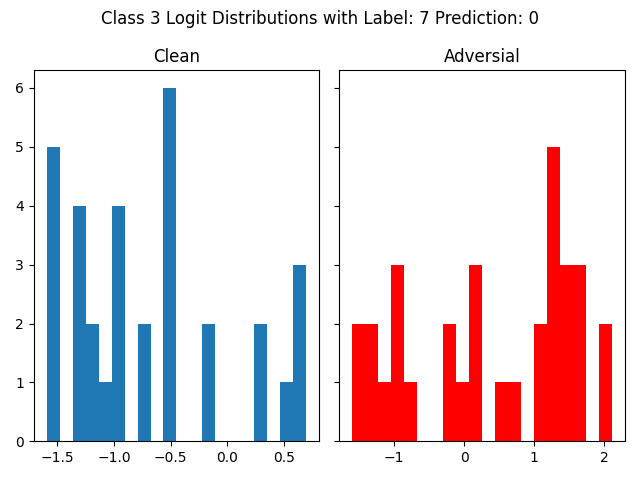 Class 3 Logit Distributions with Label: 7 Prediction: 0
Clean
Adversial
6
5
4
3
2
1
0
−1.5 −1.0 −0.5 0.0 0.5
−1 0 1 2